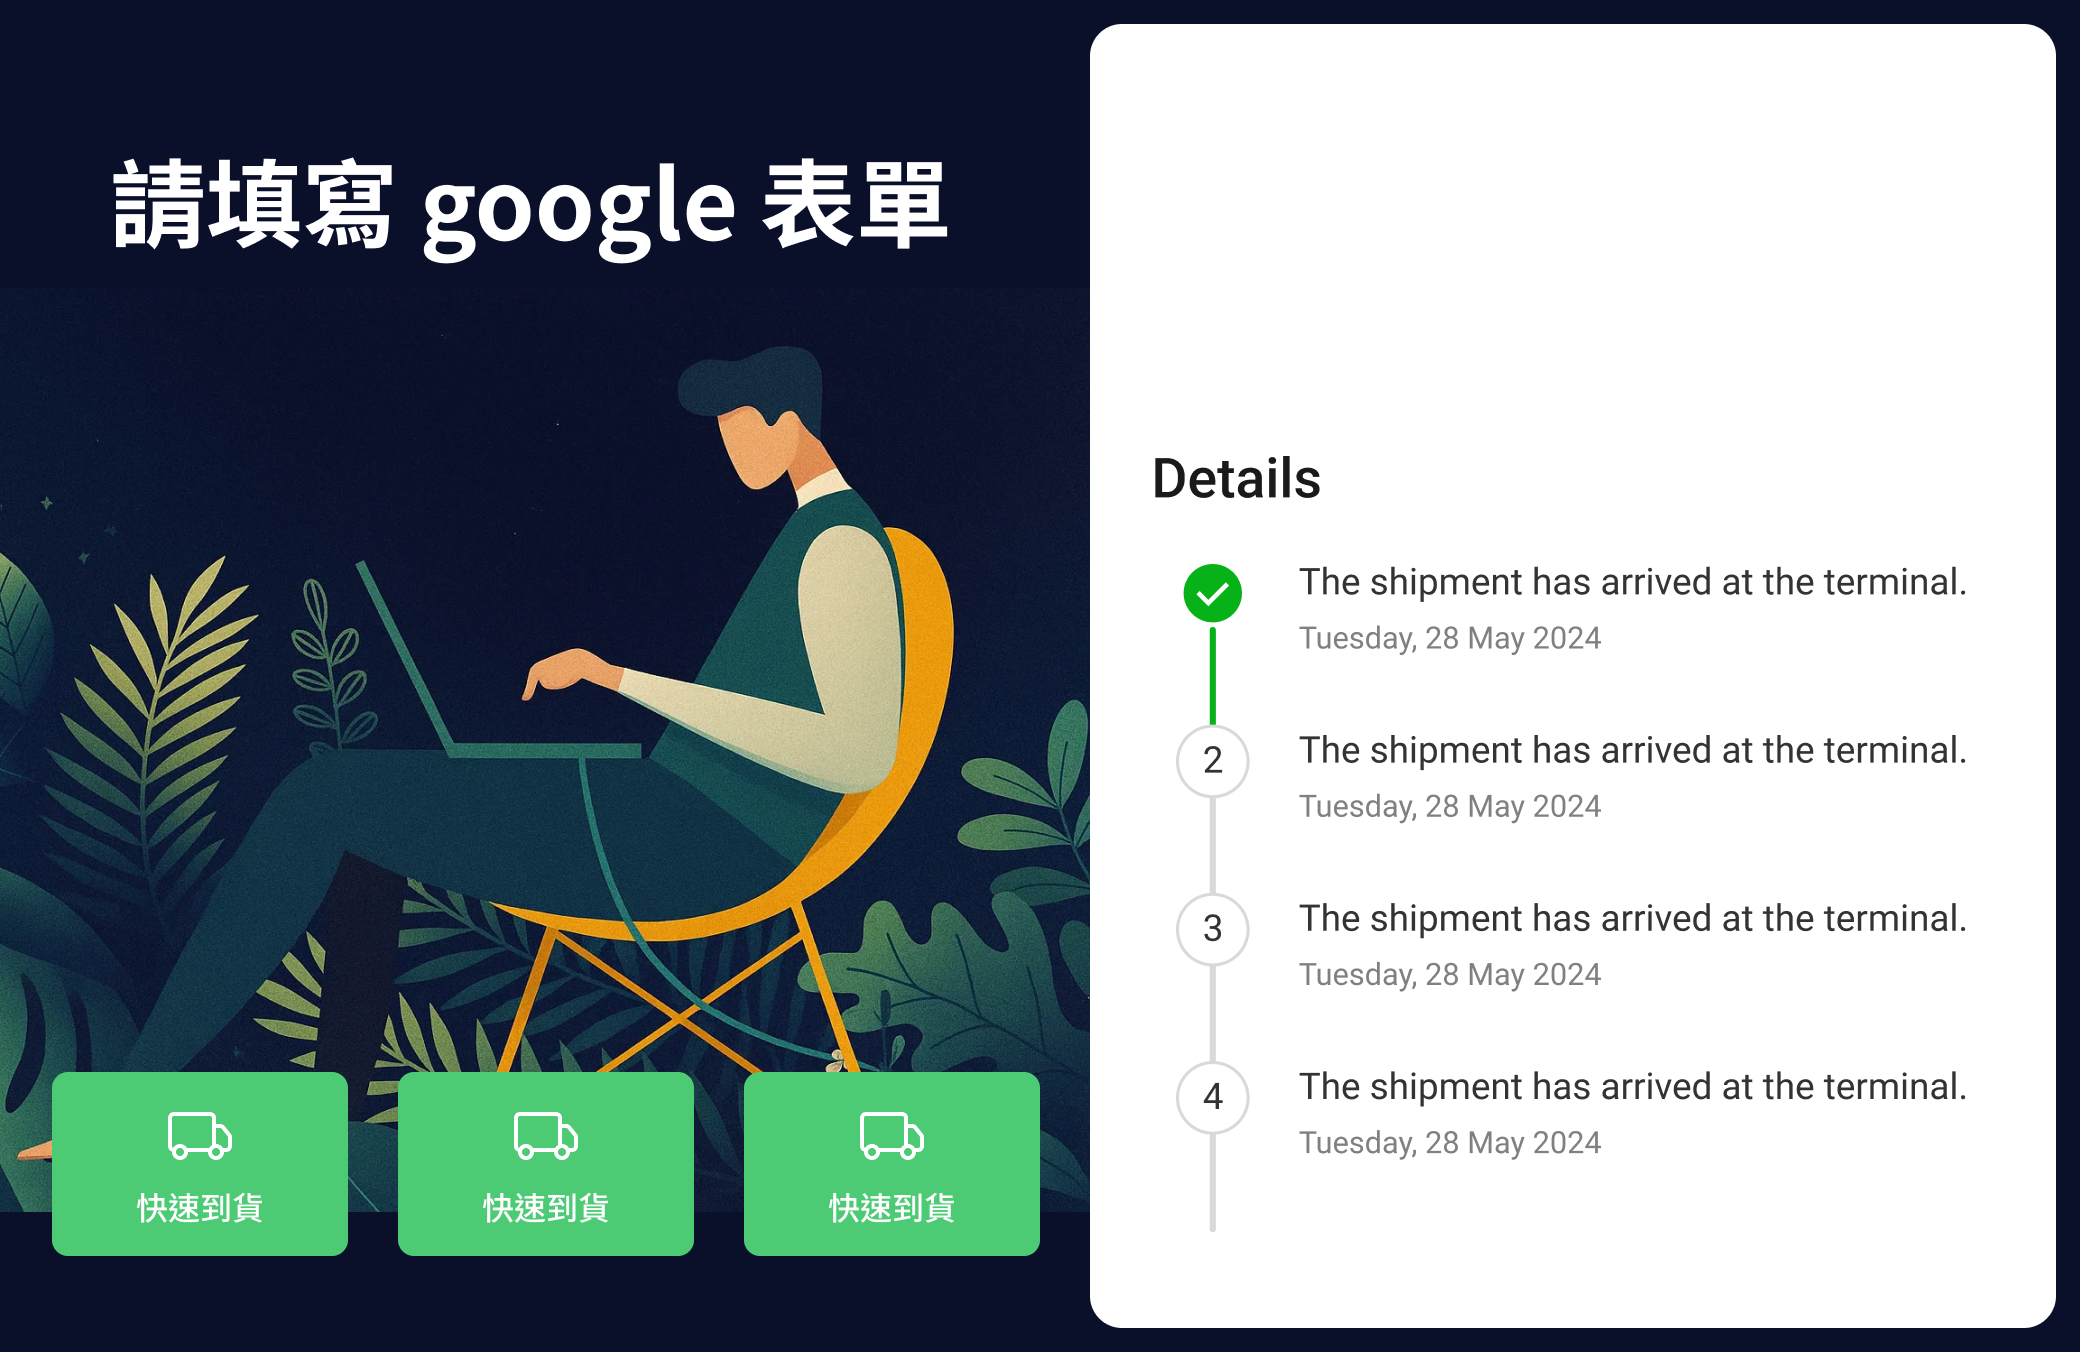 請填寫 google 表單
快速到貨
快速到貨
快速到貨
Details
The shipment has arrived at the terminal.
Tuesday, 28 May 2024
2
The shipment has arrived at the terminal.
Tuesday, 28 May 2024
3
The shipment has arrived at the terminal.
Tuesday, 28 May 2024
4
The shipment has arrived at the terminal.
Tuesday, 28 May 2024